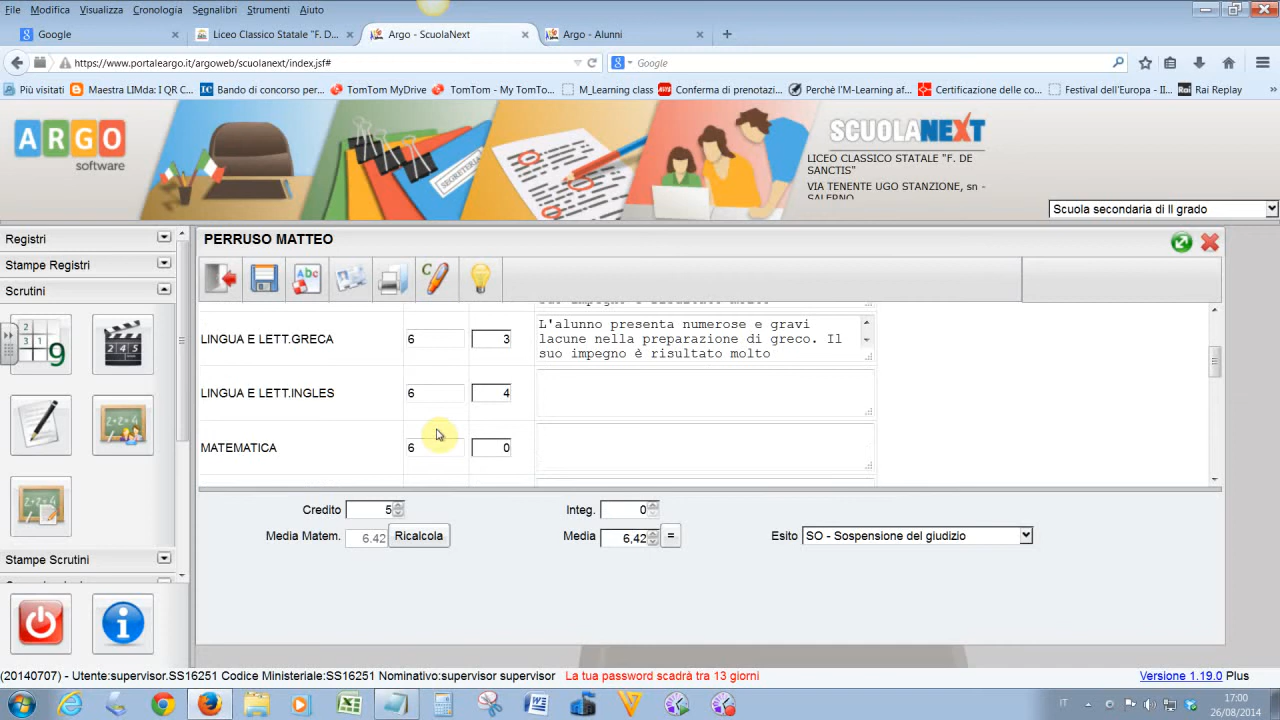 File Modifica Visualizza Cronologia Segnalibri Strumenti Aiuto
Google
Liceo Classico Statale "F. D...
Argo - ScuolaNext
Argo - Alunni
https://www.portaleargo.it/argoweb/scuolanext/index.jsf#
Google
Più visitati
Maestra LIMda: I QR C...
Bando di concorso per...
TomTom MyDrive
TomTom - My TomTo...
M_Learning class
Conferma di prenotazi...
Perchè l'M-Learning af...
Certificazione delle co...
Festival dell'Europa - II...
Rai Replay
ARGO
software
SEGRETERIA
SCUOLANEXT
LICEO CLASSICO STATALE "F. DE
SANCTIS"
VIA TENENTE UGO STANZIONE, sn -
SALERNO
Scuola secondaria di II grado
Registri
Stampe Registri
Scrutini
Stampe Scrutini
PERRUSO MATTEO
Abc
LINGUA E LETT.GRECA 6 3
L'alunno presenta numerose e gravi
lacune nella preparazione di greco. Il
suo impegno è risultato molto
LINGUA E LETT.INGLES 6 4
MATEMATICA 6 0
Credito 5
Integ. 0
Media Matem. 6.42 Ricalcola
Media 6,42 =
Esito SO - Sospensione del giudizio
(20140707) - Utente:supervisor.SS16251 Codice Ministeriale:SS16251 Nominativo:supervisor supervisor La tua password scadrà tra 13 giorni
Versione 1.19.0 Plus
IT
17:00
26/08/2014